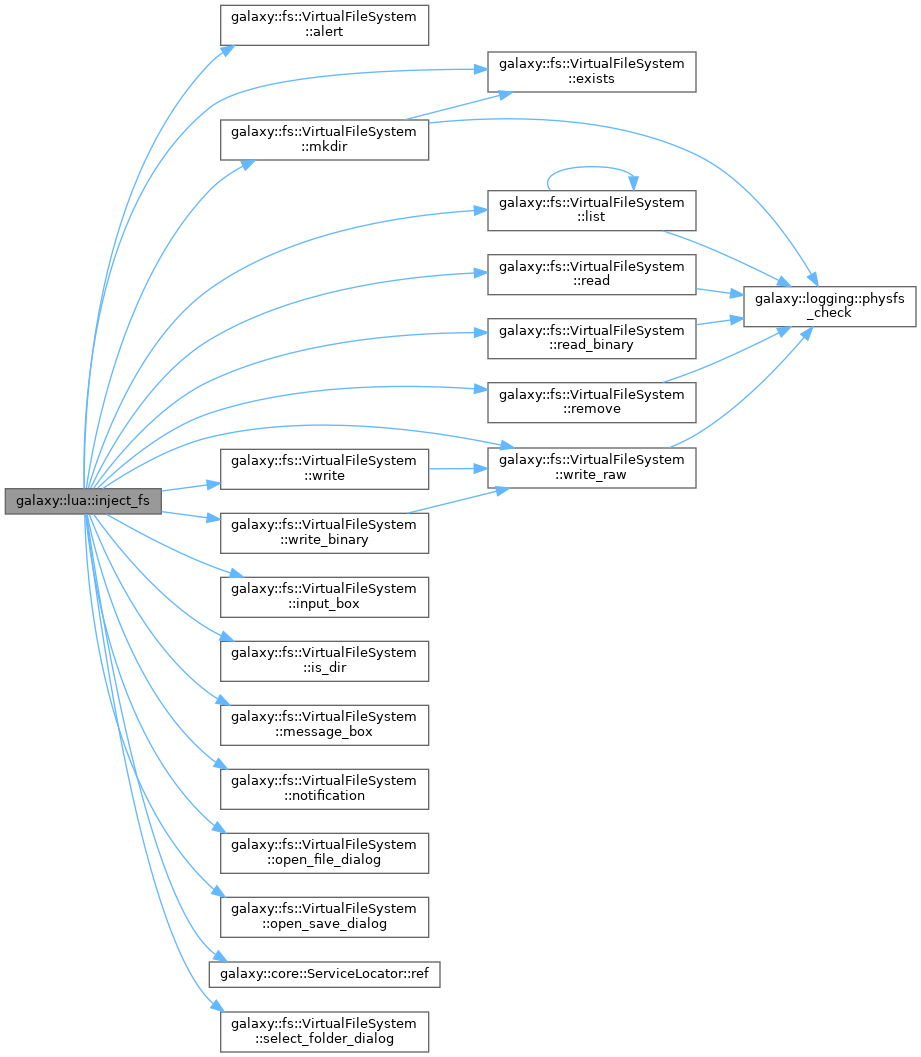 galaxy::fs::VirtualFileSystem
::alert
galaxy::fs::VirtualFileSystem
::exists
galaxy::fs::VirtualFileSystem
::mkdir
galaxy::fs::VirtualFileSystem
::list
galaxy::fs::VirtualFileSystem
::read
galaxy::logging::physfs
_check
galaxy::fs::VirtualFileSystem
::read_binary
galaxy::fs::VirtualFileSystem
::remove
galaxy::fs::VirtualFileSystem
::write
galaxy::fs::VirtualFileSystem
::write_raw
galaxy::lua::inject_fs
galaxy::fs::VirtualFileSystem
::write_binary
galaxy::fs::VirtualFileSystem
::input_box
galaxy::fs::VirtualFileSystem
::is_dir
galaxy::fs::VirtualFileSystem
::message_box
galaxy::fs::VirtualFileSystem
::notification
galaxy::fs::VirtualFileSystem
::open_file_dialog
galaxy::fs::VirtualFileSystem
::open_save_dialog
galaxy::core::ServiceLocator::ref
galaxy::fs::VirtualFileSystem
::select_folder_dialog